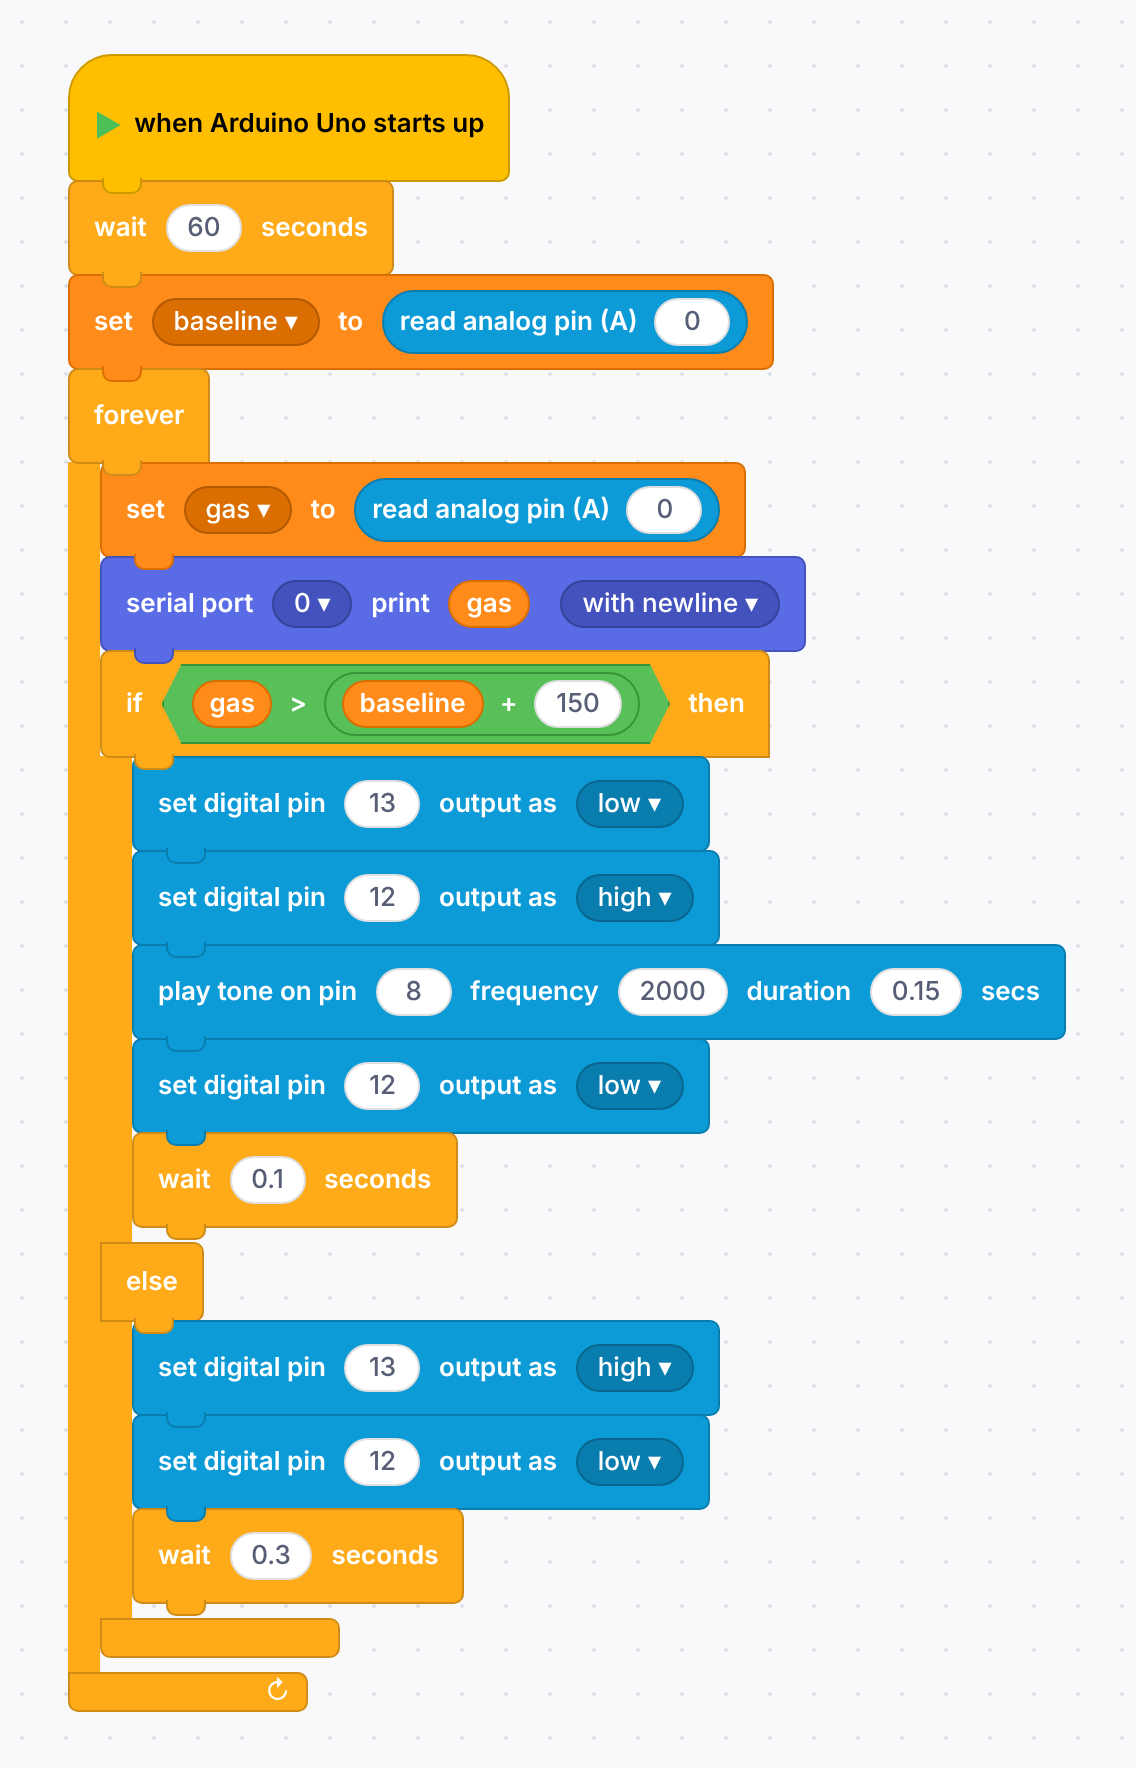 when Arduino Uno starts up
wait 60 seconds
set baseline ▾ to read analog pin (A) 0
forever
set gas ▾ to read analog pin (A) 0
serial port 0 ▾ print gas with newline ▾
if gas > baseline + 150 then
set digital pin 13 output as low ▾
set digital pin 12 output as high ▾
play tone on pin 8 frequency 2000 duration 0.15 secs
set digital pin 12 output as low ▾
wait 0.1 seconds
else
set digital pin 13 output as high ▾
set digital pin 12 output as low ▾
wait 0.3 seconds